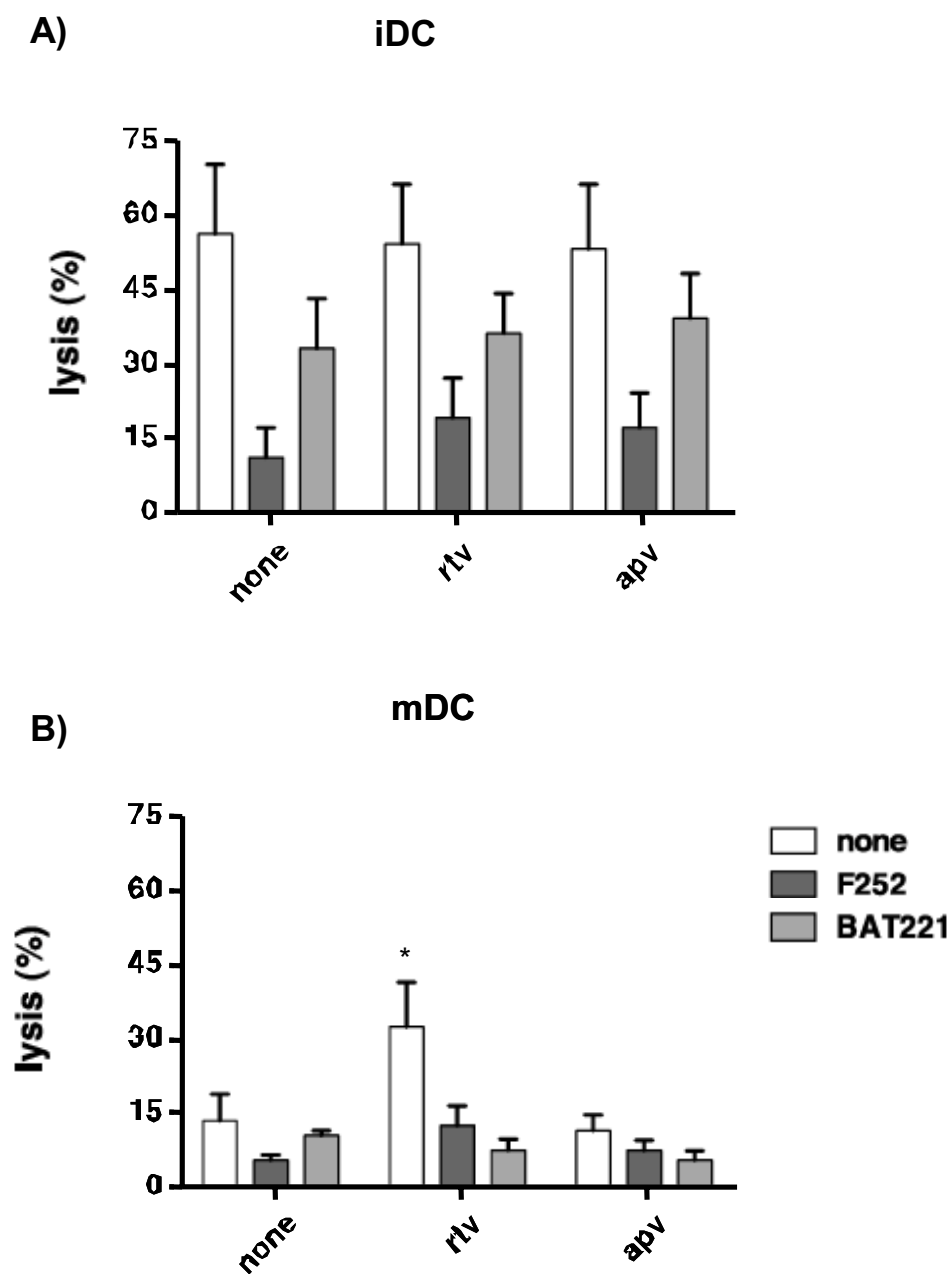 A)
iDC
75
60
45
30
15
0
lysis (%)
none
rtv
apv
B)
mDC
75
60
45
30
15
0
lysis (%)
*
none
rtv
apv
none
F252
BAT221